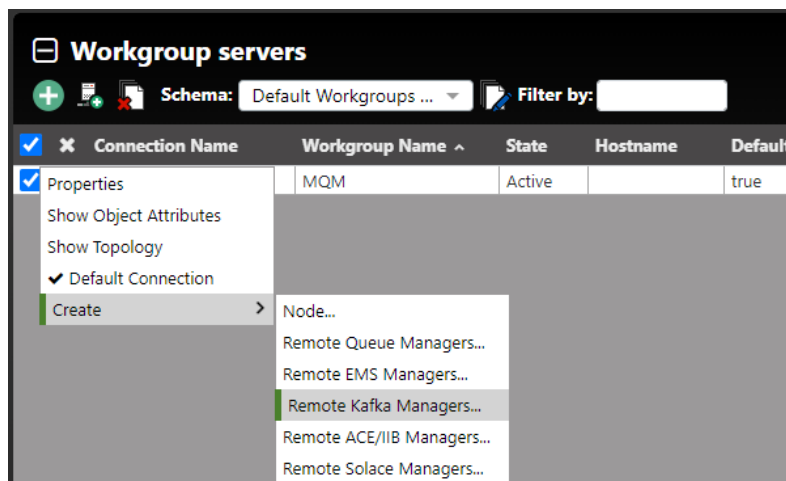 Workgroup servers
Schema: Default Workgroups ... Filter by:
Connection Name Workgroup Name State Hostname Default
MQM Active true
Properties
Show Object Attributes
Show Topology
Default Connection
Create
Node...
Remote Queue Managers...
Remote EMS Managers...
Remote Kafka Managers...
Remote ACE/IIB Managers...
Remote Solace Managers...